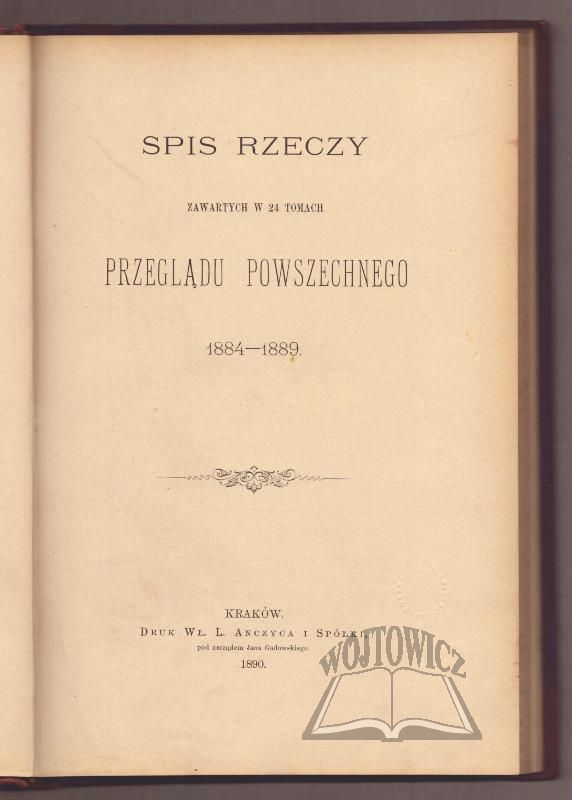 SPIS RZECZY
ZAWARTYCH W 24 TOMACH
PRZEGLĄDU POWSZECHNEGO
1884—1889.
KRAKÓW.
DRUK WŁ. L. ANCZYCA I SPÓŁKI,
pod zarządem Jana Gadowskiego.
1890.
WÓJTOWICZ